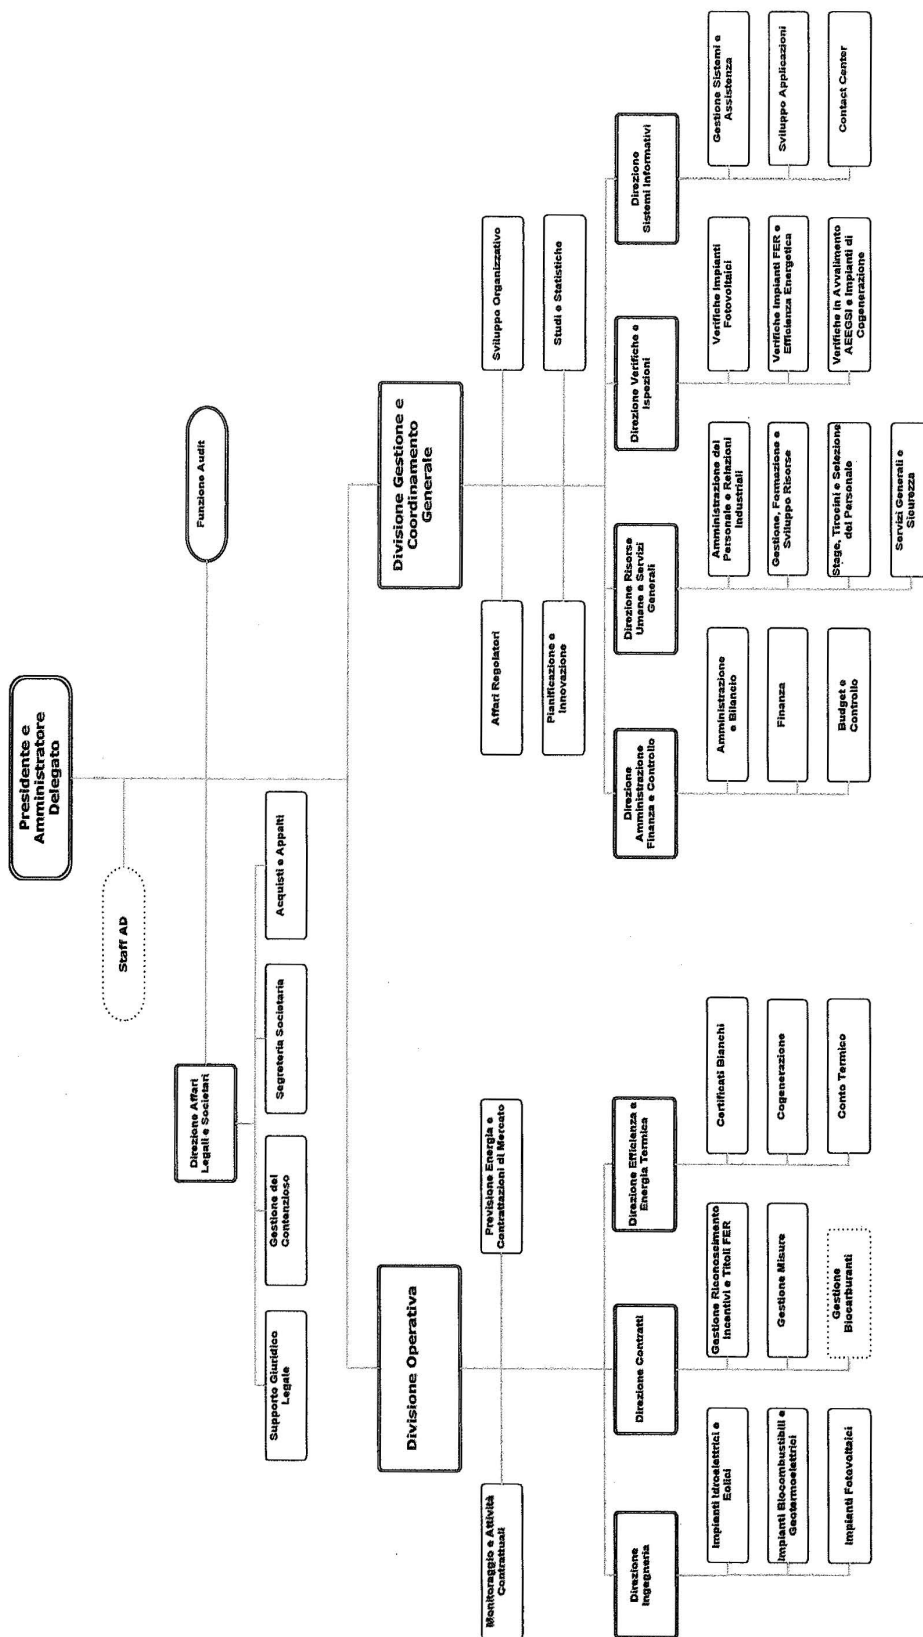 Presidente e
Amministratore
Delegato
Staff AD
Funzione Audit
Direzione Affari
Legali e Societari
Supporto Giuridico
Legale
Gestione del
Contenzioso
Segreteria Societaria
Acquisti e Appalti
Divisione Operativa
Divisione Gestione e
Coordinamento
Generale
Monitoraggio e Attività
Contrattuali
Previsione Energia e
Contrattazioni di Mercato
Affari Regolatori
Sviluppo Organizzativo
Pianificazione e
Innovazione
Studi e Statistiche
Direzione
Ingegneria
Impianti Idroelettrici e
Eolici
Impianti Biocombustibili e
Geotermoelettrici
Impianti Fotovoltaici
Direzione Contratti
Gestione Riconoscimento
Incentivi e Titoli FER
Gestione Misure
Gestione
Biocarburanti
Direzione Efficienza e
Energia Termica
Certificati Bianchi
Cogenerazione
Conto Termico
Direzione
Amministrazione
Finanza e Controllo
Amministrazione
e Bilancio
Finanza
Budget e
Controllo
Direzione Risorse
Umane e Servizi
Generali
Amministrazione del
Personale e Relazioni
Industriali
Gestione, Formazione e
Sviluppo Risorse
Stage, Tirocini e Selezione
del Personale
Servizi Generali e
Sicurezza
Direzione Verifiche e
Ispezioni
Verifiche Impianti
Fotovoltaici
Verifiche Impianti FER e
Efficienza Energetica
Verifiche in Avvalimento
AEEGSI e Impianti di
Cogenerazione
Direzione
Sistemi Informativi
Gestione Sistemi e
Assistenza
Sviluppo Applicazioni
Contact Center